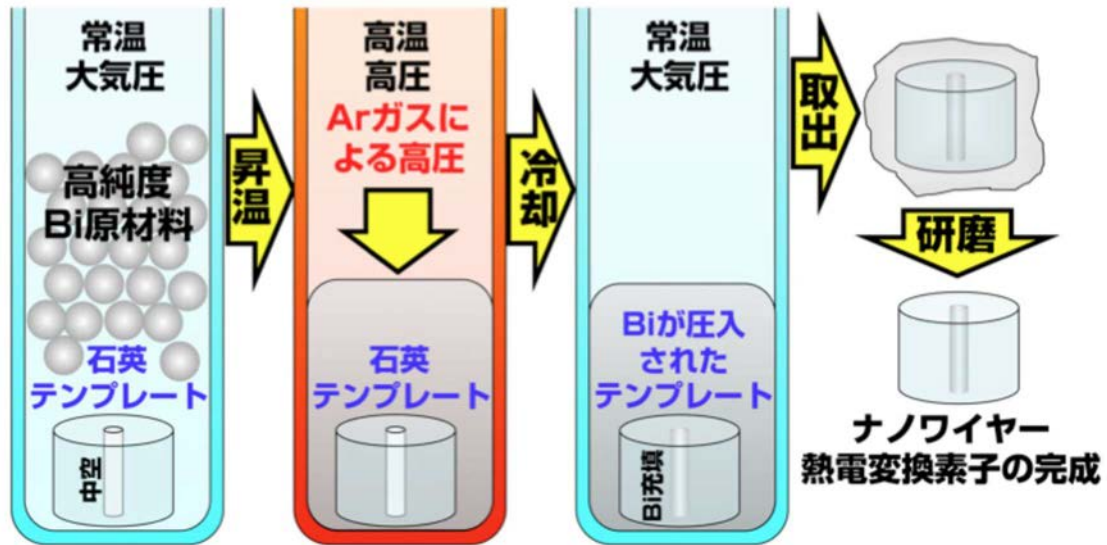 常温
大気圧
高純度
Bi原材料
石英
テンプレート
中空
昇温
高温
高圧
Arガスに
よる高圧
石英
テンプレート
冷却
常温
大気圧
Biが圧入
された
テンプレート
Bi充填
取出
研磨
ナノワイヤー
熱電変換素子の完成